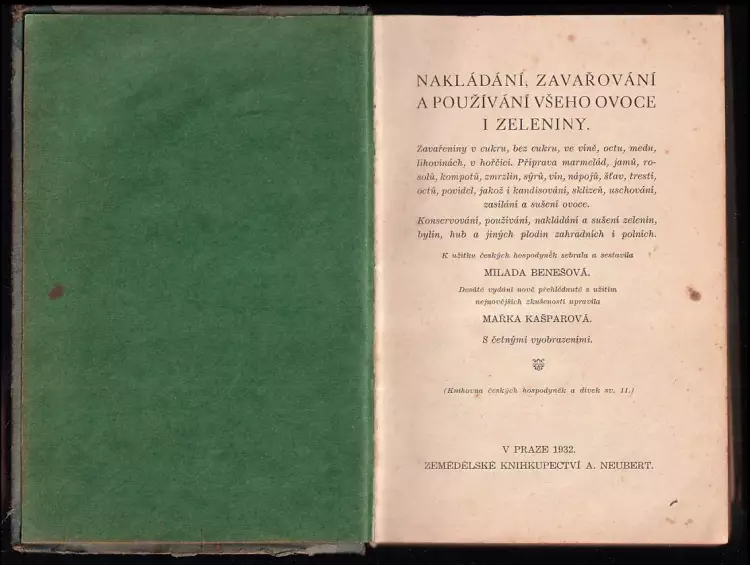 NAKLÁDÁNÍ, ZAVAŘOVÁNÍ
A POUŽÍVÁNÍ VŠEHO OVOCE
I ZELENINY.
Zavařeniny v cukru, bez cukru, ve víně, octu, medu,
lihovinách, v hořčici. Příprava marmelád, jamů, ro-
solů, kompotů, zmrzlin, sýrů, vín, nápojů, šťav, trestí,
octů, povidel, jakož i kandisování, sklizeň, uschování,
zasílání a sušení ovoce.
Konservování, používání, nakládání a sušení zelenin,
bylin, hub a jiných plodin zahradních i polních.
K užitku českých hospodyněk sebrala a sestavila
MILADA BENEŠOVÁ.
Desáté vydání nově přehlédnuté s užitím
nejnovějších zkušeností upravila
MAŘKA KAŠPAROVÁ.
S četnými vyobrazeními.
(Knihovna českých hospodyněk a dívek sv. II.)
V PRAZE 1932.
ZEMĚDĚLSKÉ KNIHKUPECTVÍ A. NEUBERT.